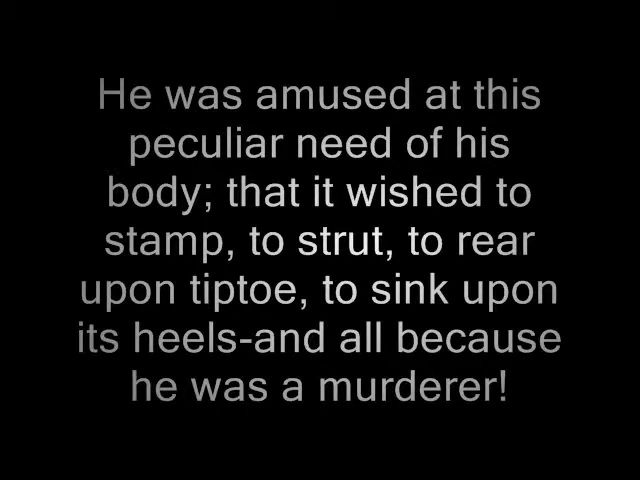 He was amused at this
peculiar need of his
body; that it wished to
stamp, to strut, to rear
upon tiptoe, to sink upon
its heels-and all because
he was a murderer!